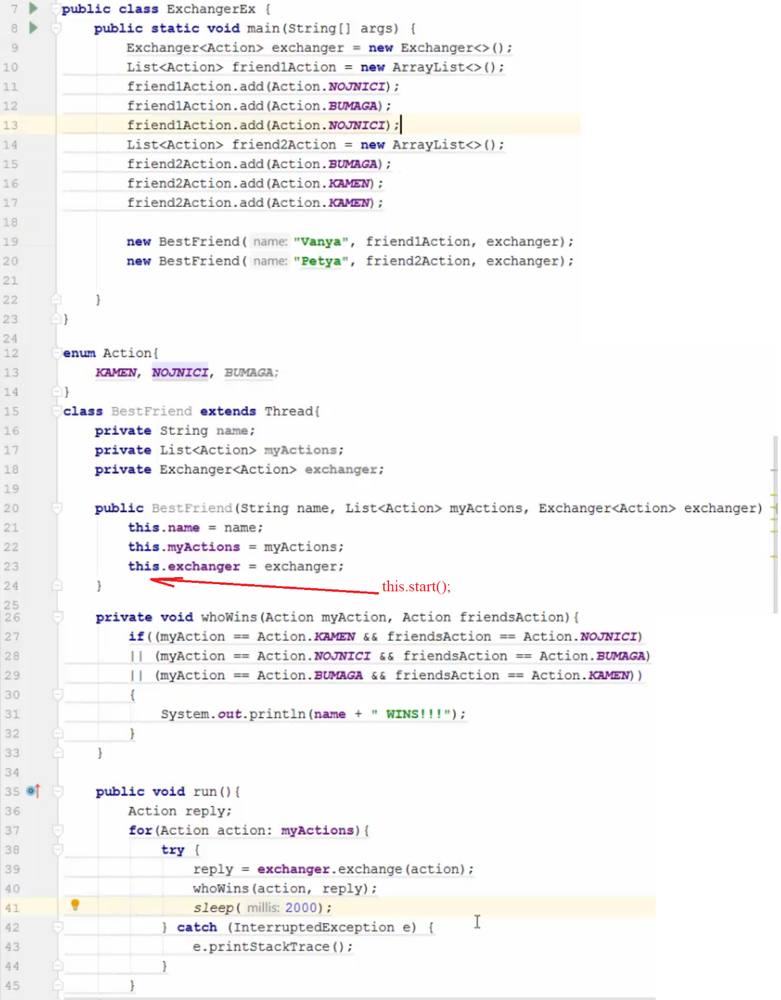 7 public class ExchangerEx {
8 public static void main(String[] args) {
9 Exchanger<Action> exchanger = new Exchanger<>();
10 List<Action> friend1Action = new ArrayList<>();
11 friend1Action.add(Action.NOJNICI);
12 friend1Action.add(Action.BUMAGA);
13 friend1Action.add(Action.NOJNICI);
14 List<Action> friend2Action = new ArrayList<>();
15 friend2Action.add(Action.BUMAGA);
16 friend2Action.add(Action.KAMEN);
17 friend2Action.add(Action.KAMEN);
18
19 new BestFriend( name: "Vanya", friend1Action, exchanger);
20 new BestFriend( name: "Petya", friend2Action, exchanger);
21
22 }
23 }
24
12 enum Action{
13 KAMEN, NOJNICI, BUMAGA;
14 }
15 class BestFriend extends Thread{
16 private String name;
17 private List<Action> myActions;
18 private Exchanger<Action> exchanger;
19
20 public BestFriend(String name, List<Action> myActions, Exchanger<Action> exchanger) {
21 this.name = name;
22 this.myActions = myActions;
23 this.exchanger = exchanger;
this.start();
24 }
25
26 private void whoWins(Action myAction, Action friendsAction){
27 if((myAction == Action.KAMEN && friendsAction == Action.NOJNICI)
28 || (myAction == Action.NOJNICI && friendsAction == Action.BUMAGA)
29 || (myAction == Action.BUMAGA && friendsAction == Action.KAMEN))
30 {
31 System.out.println(name + " WINS!!!");
32 }
33 }
34
35 public void run(){
36 Action reply;
37 for(Action action: myActions){
38 try {
39 reply = exchanger.exchange(action);
40 whoWins(action, reply);
41 sleep( millis: 2000);
42 } catch (InterruptedException e) {
43 e.printStackTrace();
44 }
45 }